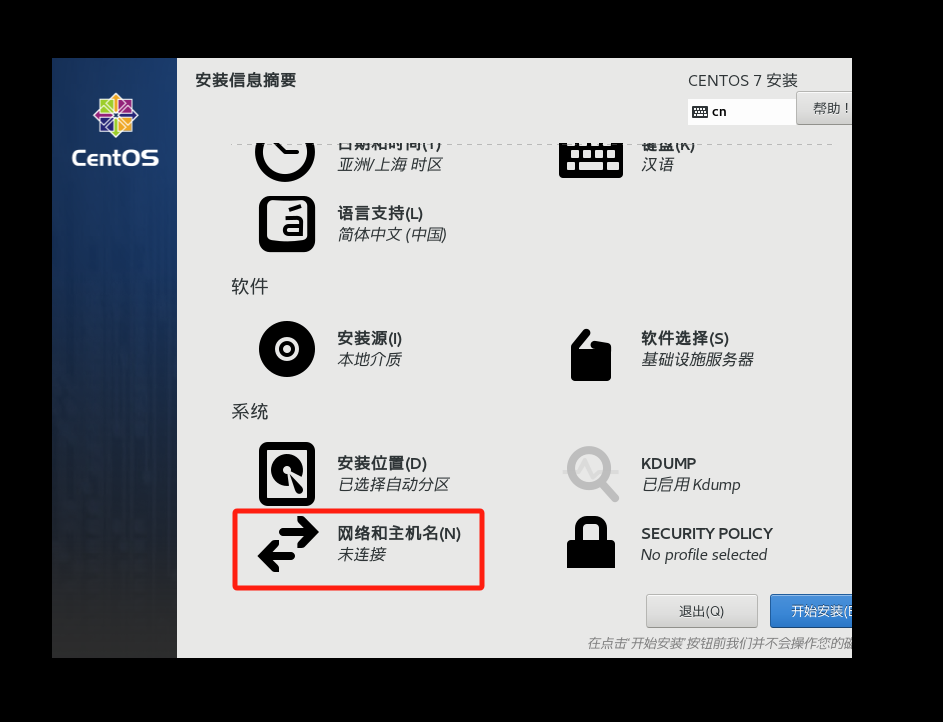 安装信息摘要
CENTOS 7 安装
cn
帮助！
CentOS
日期和时间(T)
亚洲/上海 时区
键盘(K)
汉语
语言支持(L)
简体中文 (中国)
软件
安装源(I)
本地介质
软件选择(S)
基础设施服务器
系统
安装位置(D)
已选择自动分区
KDUMP
已启用 Kdump
网络和主机名(N)
未连接
SECURITY POLICY
No profile selected
退出(Q)
开始安装(
在点击'开始安装'按钮前我们并不会操作您的